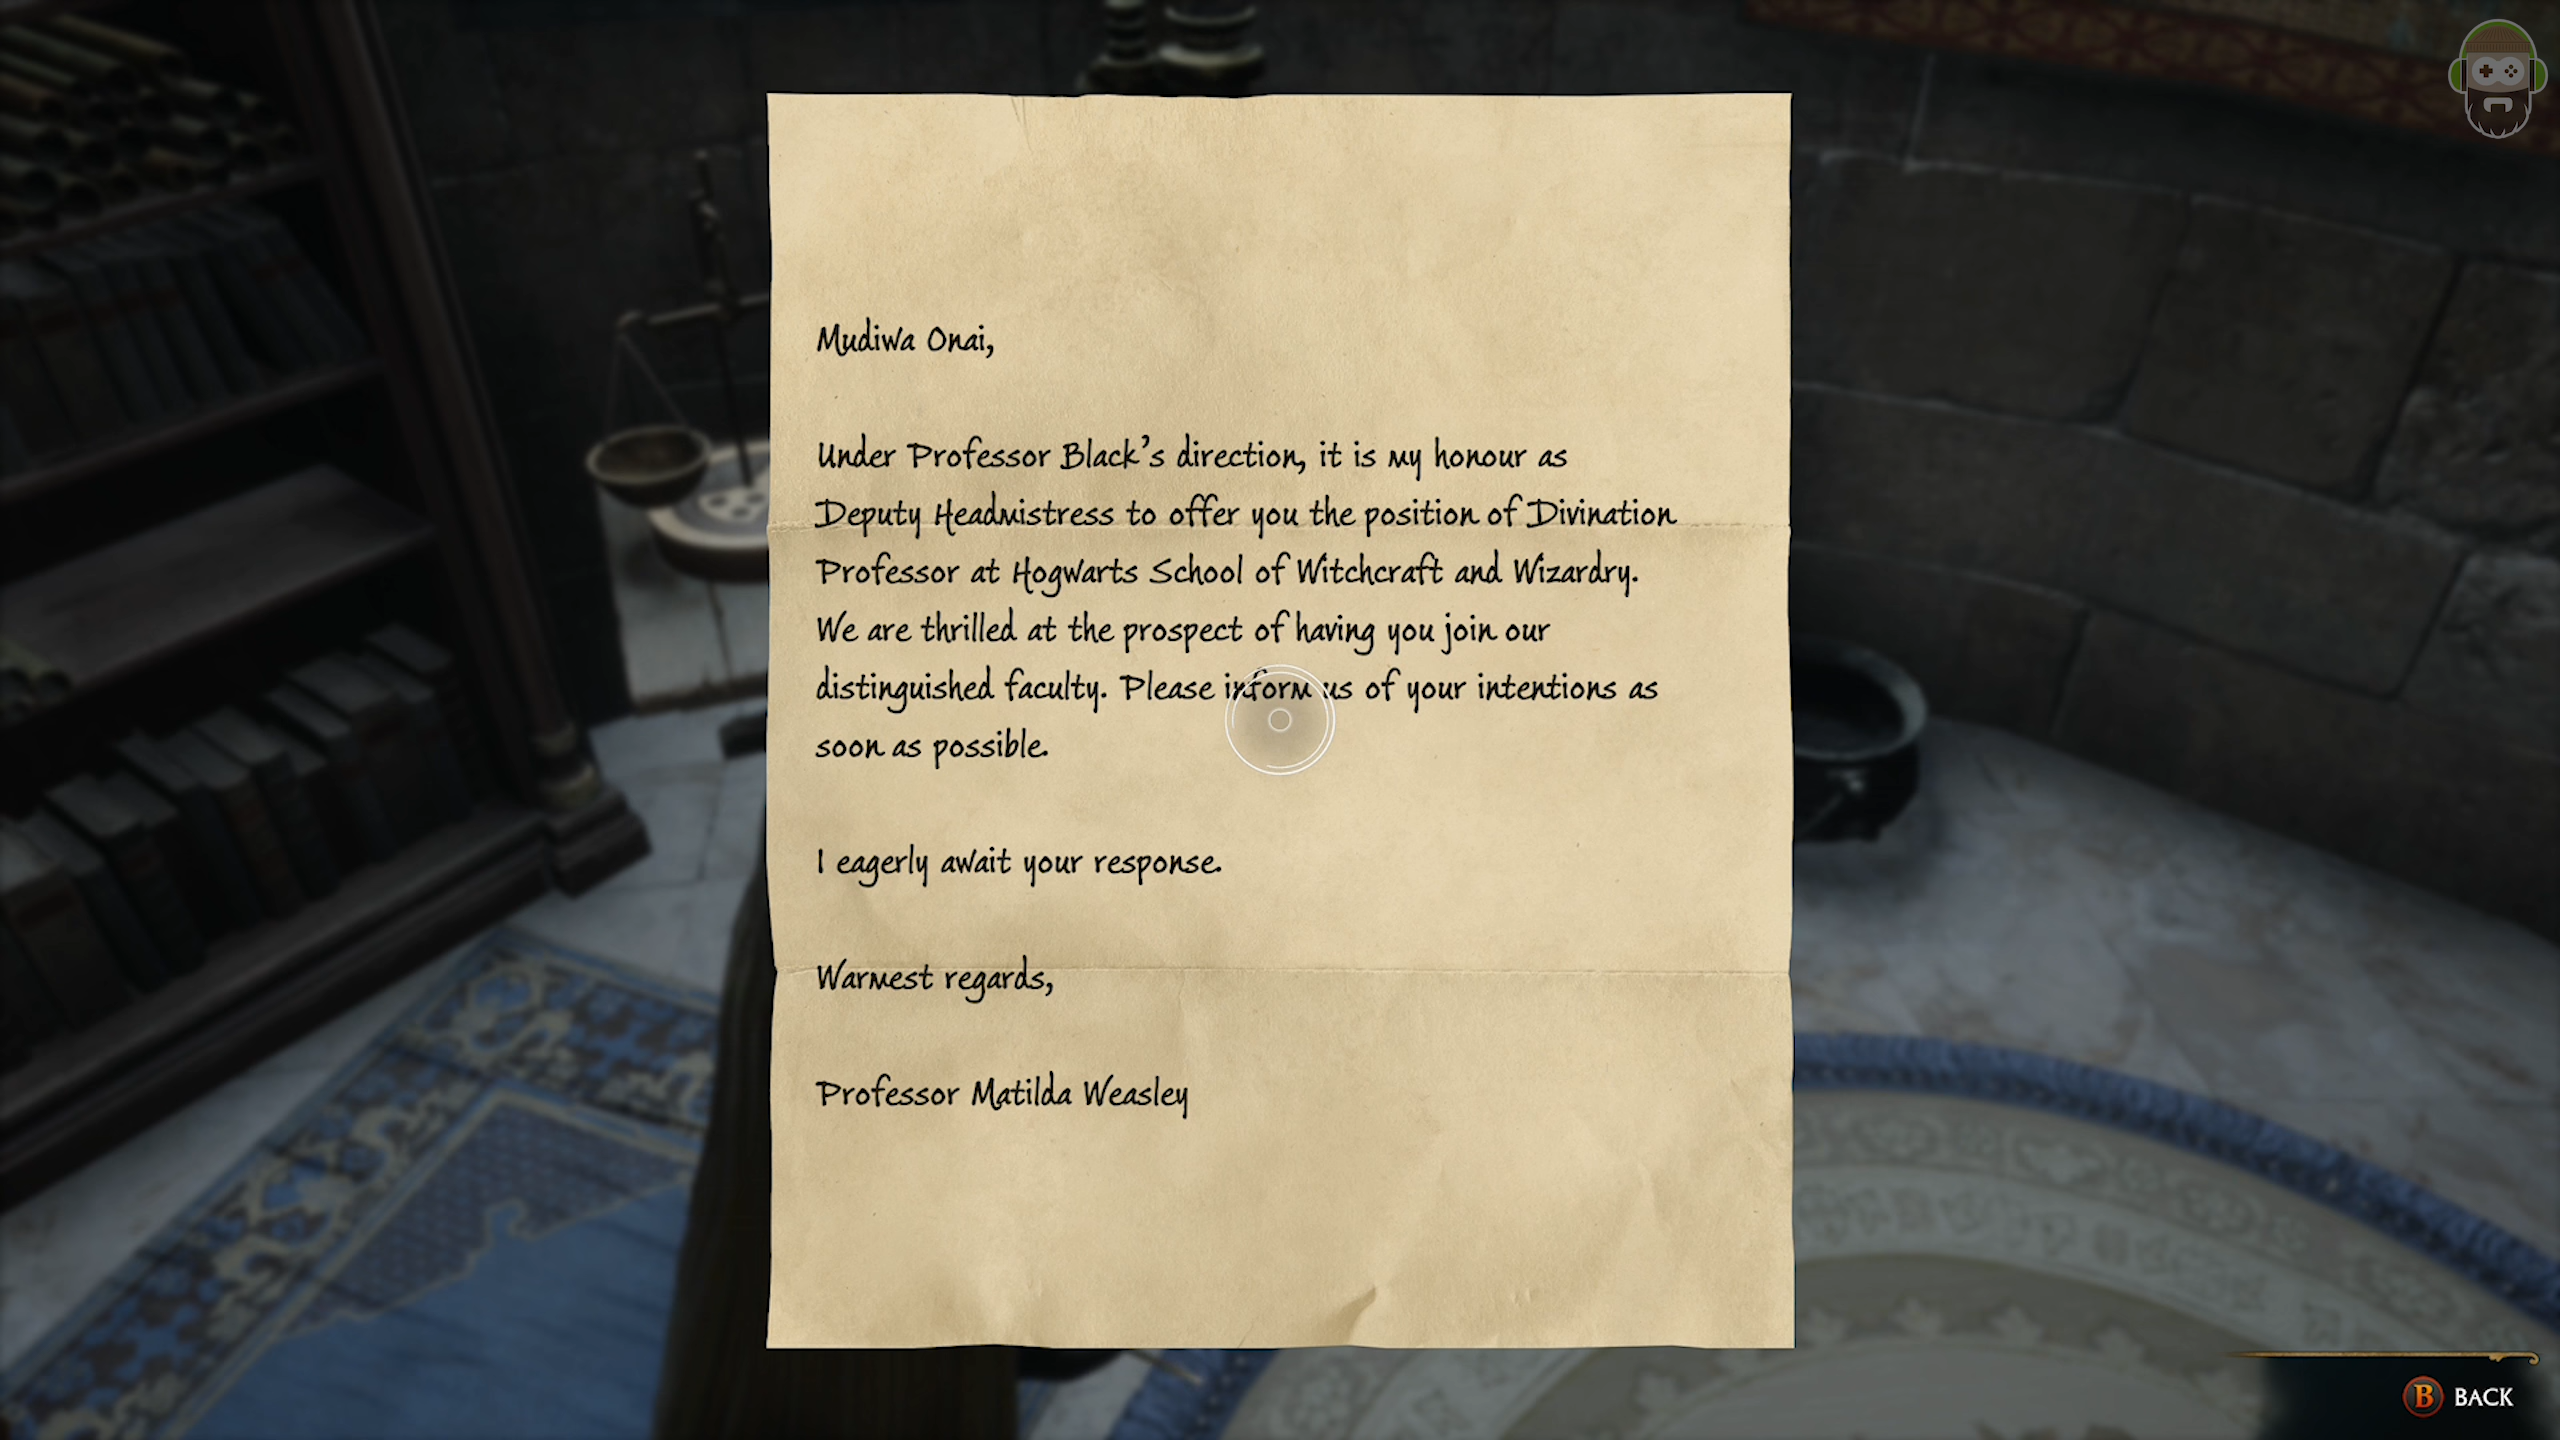 Mudiwa Onai,
Under Professor Black's direction, it is my honour as
Deputy Headmistress to offer you the position of Divination
Professor at Hogwarts School of Witchcraft and Wizardry.
We are thrilled at the prospect of having you join our
distinguished faculty. Please inform us of your intentions as
soon as possible.
I eagerly await your response.
Warmest regards,
Professor Matilda Weasley
B BACK